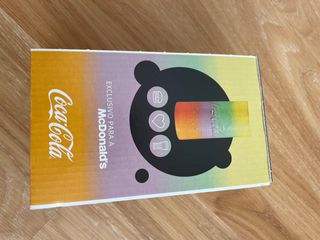 EXCLUSIVO PARA A
McDonald's
Coca-Cola